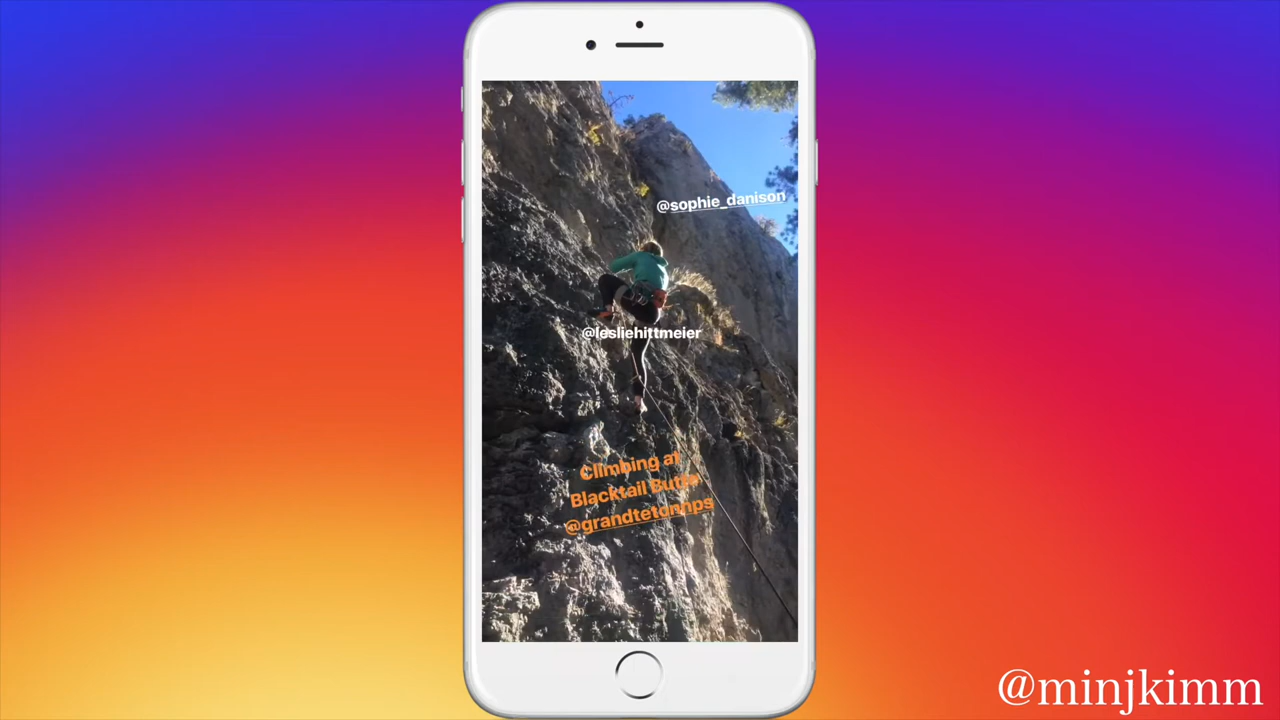 @sophie_danison
@lesliehittmeier
Climbing at
Blacktail Butte
@grandtetonnps
@minjkimm